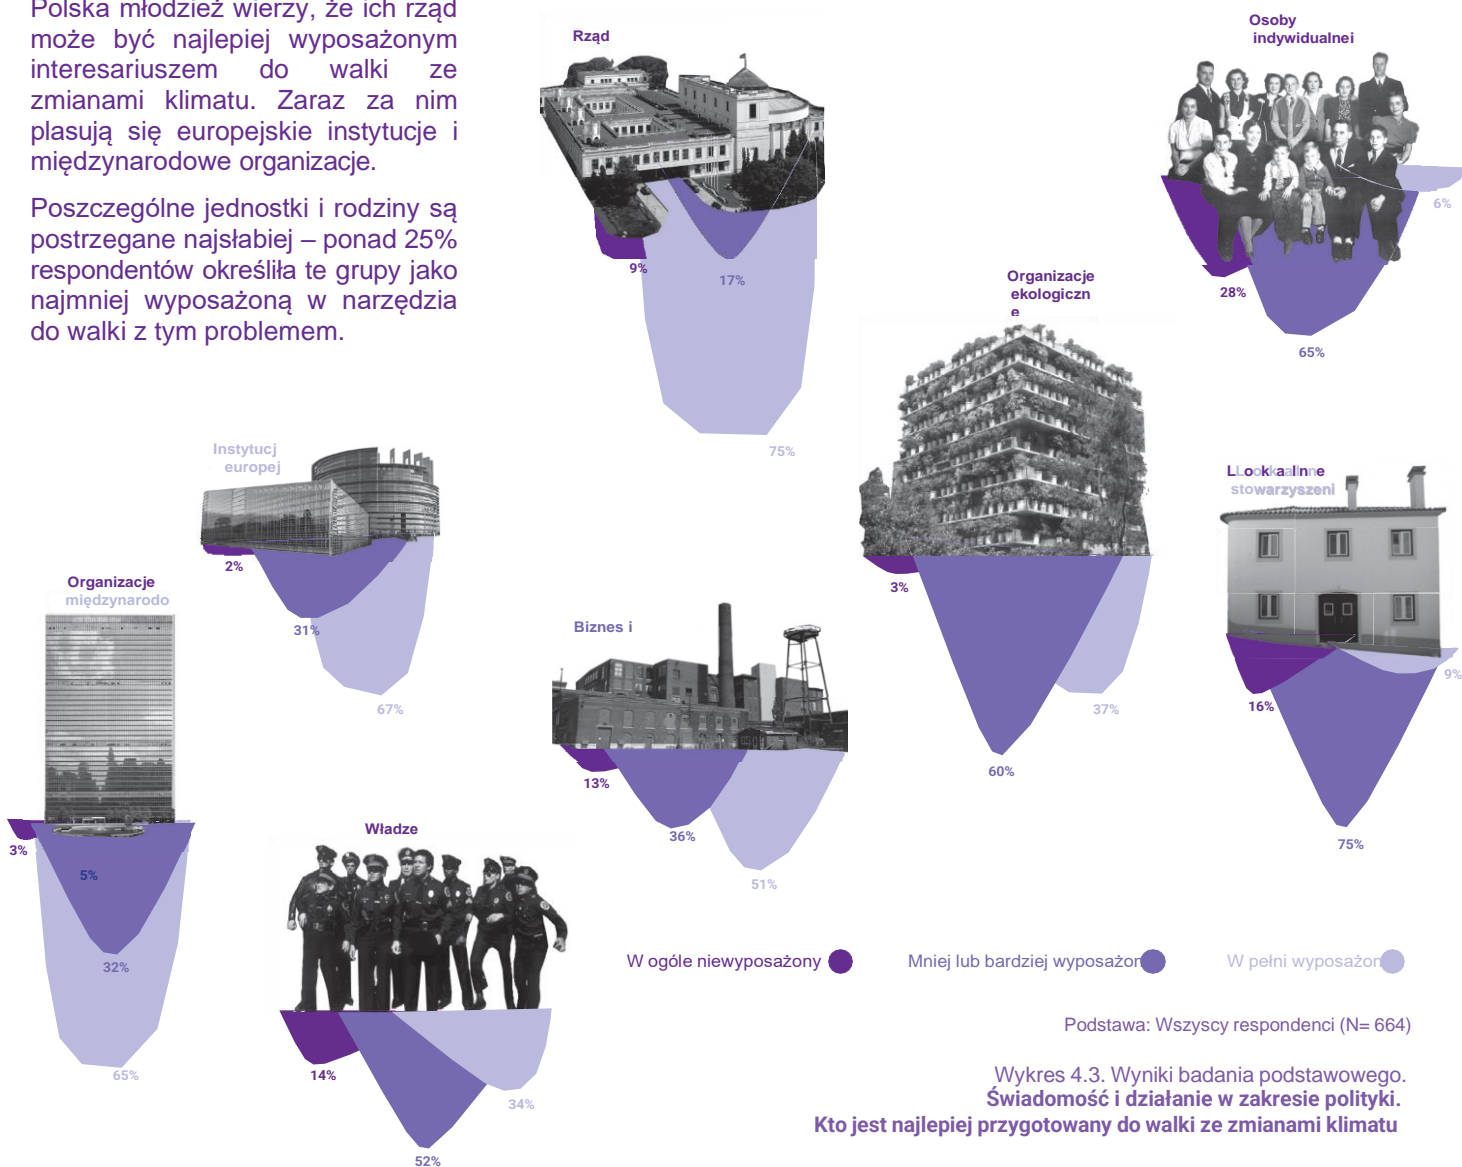 Polska młodzież wierzy, że ich rząd
może być najlepiej wyposażonym
interesariuszem do walki ze
zmianami klimatu. Zaraz za nim
plasują się europejskie instytucje i
międzynarodowe organizacje.
Poszczególne jednostki i rodziny są
postrzegane najsłabiej – ponad 25%
respondentów określiła te grupy jako
najmniej wyposażoną w narzędzia
do walki z tym problemem.
Rząd
9%
17%
75%
Osoby
indywidualnei
6%
28%
65%
Organizacje
ekologiczn
e
3%
37%
60%
Instytucj
europej
2%
31%
67%
stowarzyszeni
9%
16%
75%
Organizacje
międzynarodo
3%
5%
32%
65%
Biznes i
13%
36%
51%
Władze
14%
34%
52%
W ogóle niewyposażony
Mniej lub bardziej wyposażon
W pełni wyposażon
Podstawa: Wszyscy respondenci (N= 664)
Wykres 4.3. Wyniki badania podstawowego.
Świadomość i działanie w zakresie polityki.
Kto jest najlepiej przygotowany do walki ze zmianami klimatu